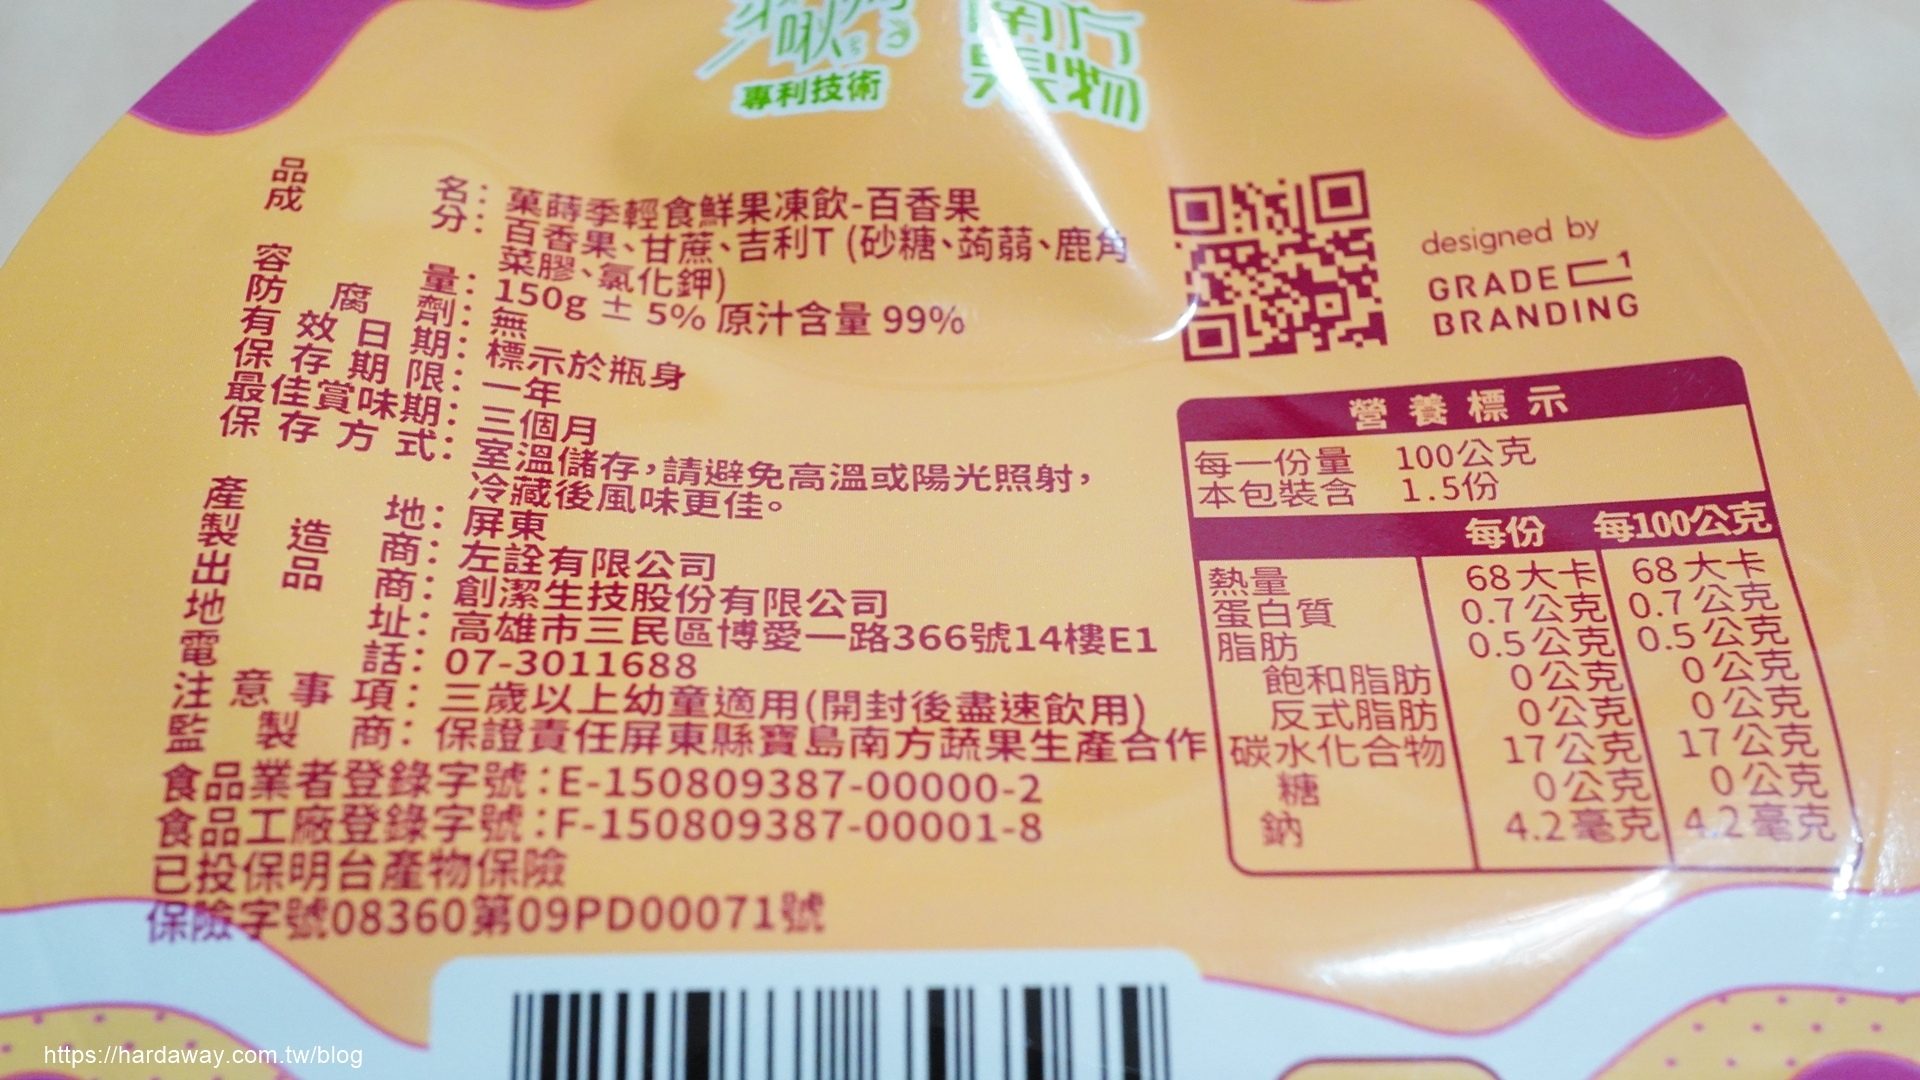 專利技術
南方
果物
品名：菓蒔季輕食鮮果凍飲-百香果
成分：百香果、甘蔗、吉利T (砂糖、蒟蒻、鹿角
菜膠、氯化鉀)
容量：150g ± 5% 原汁含量 99%
防腐劑：無
有效日期：標示於瓶身
保存期限：一年
最佳賞味期：三個月
保存方式：室溫儲存，請避免高溫或陽光照射，
冷藏後風味更佳。
產地：屏東
製造商：左詮有限公司
出品商：創潔生技股份有限公司
地址：高雄市三民區博愛一路366號14樓E1
電話：07-3011688
注意事項：三歲以上幼童適用(開封後盡速飲用)
監製商：保證責任屏東縣寶島南方蔬果生產合作
食品業者登錄字號：E-150809387-00000-2
食品工廠登錄字號：F-150809387-00001-8
已投保明台產物保險
保險字號08360第09PD00071號
designed by
GRADE 1
BRANDING
營養標示
每一份量 100公克
本包裝含 1.5份
每份 每100公克
熱量 68大卡 68大卡
蛋白質 0.7公克 0.7公克
脂肪 0.5公克 0.5公克
飽和脂肪 0公克 0公克
反式脂肪 0公克 0公克
碳水化合物 17公克 17公克
糖 0公克 0公克
鈉 4.2毫克 4.2毫克
https://hardaway.com.tw/blog